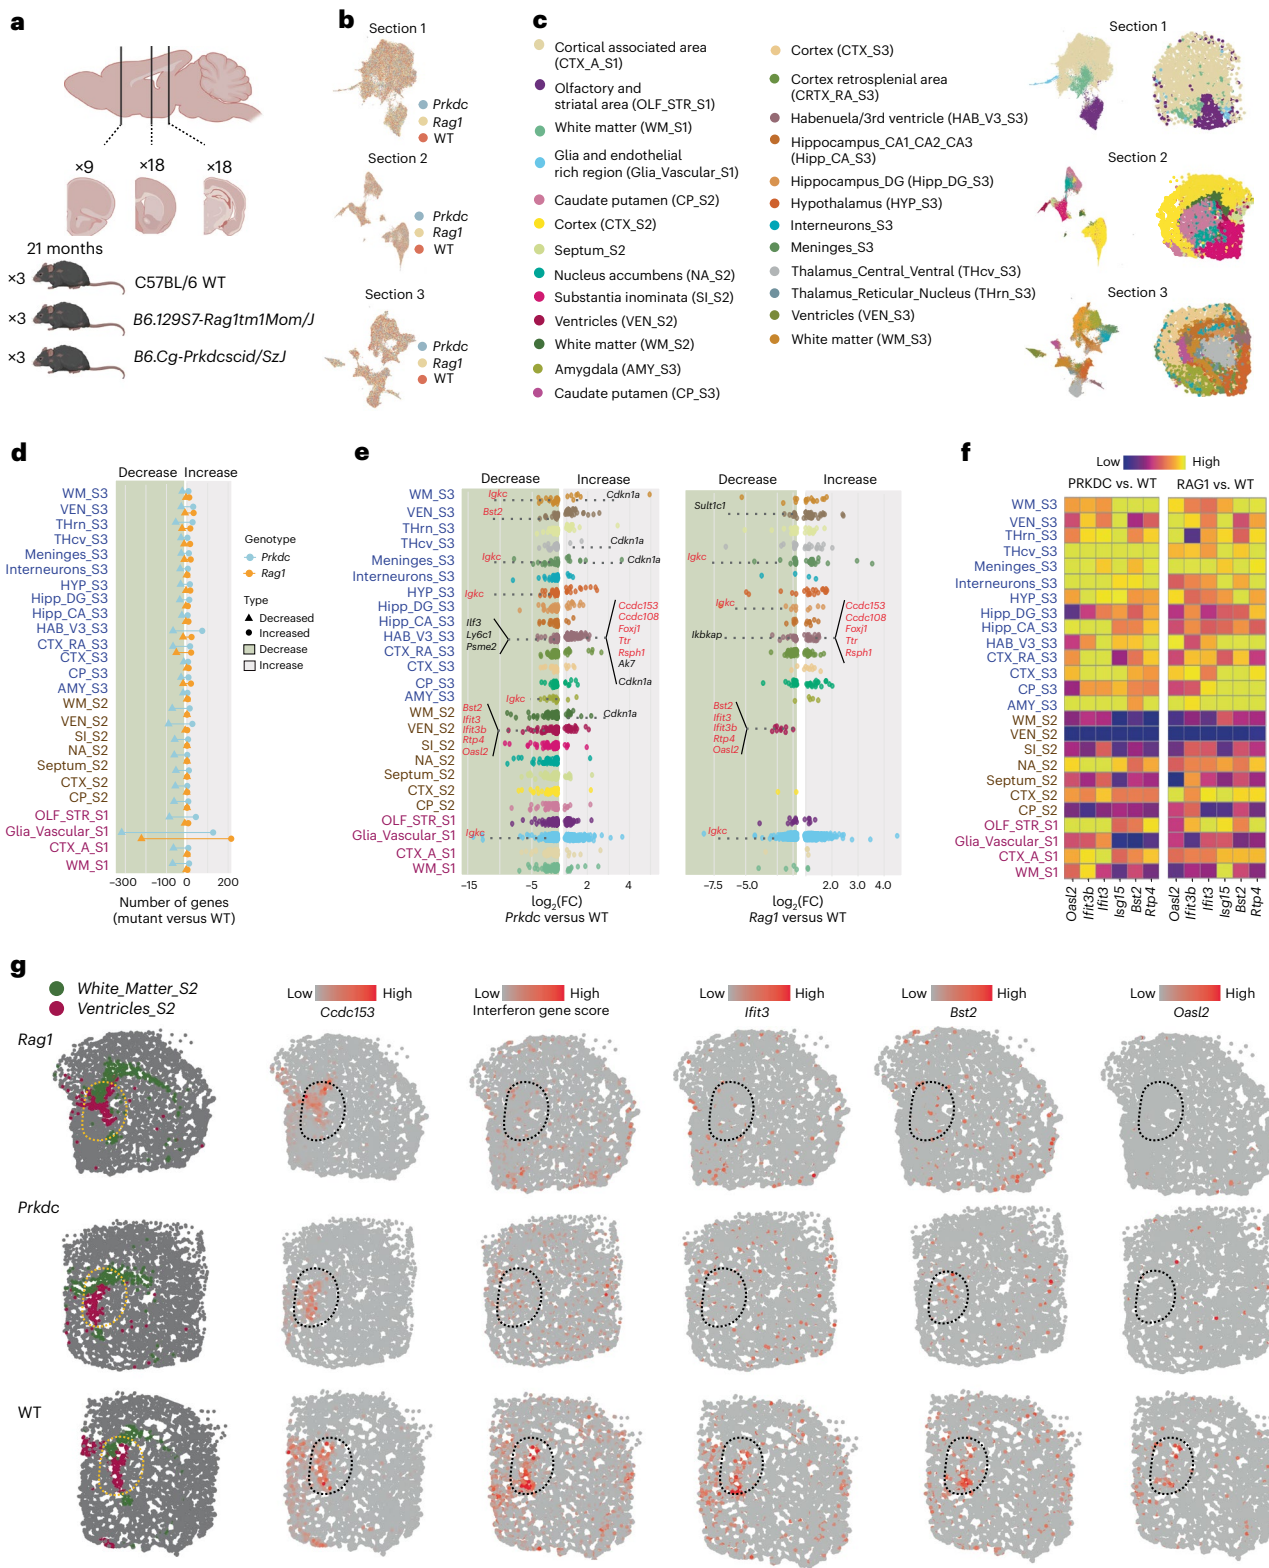 a
×9
×18
×18
21 months
×3
C57BL/6 WT
×3
B6.129S7-Rag1tm1Mom/J
×3
B6.Cg-Prkdcscid/SzJ
b
Section 1
Prkdc
Rag1
WT
Section 2
Prkdc
Rag1
WT
Section 3
Prkdc
Rag1
WT
c
Cortical associated area
(CTX_A_S1)
Olfactory and
striatal area (OLF_STR_S1)
White matter (WM_S1)
Glia and endothelial
rich region (Glia_Vascular_S1)
Caudate putamen (CP_S2)
Cortex (CTX_S2)
Septum_S2
Nucleus accumbens (NA_S2)
Substantia inominata (SI_S2)
Ventricles (VEN_S2)
White matter (WM_S2)
Amygdala (AMY_S3)
Caudate putamen (CP_S3)
Cortex (CTX_S3)
Cortex retrosplenial area
(CRTX_RA_S3)
Habenuela/3rd ventricle (HAB_V3_S3)
Hippocampus_CA1_CA2_CA3
(Hipp_CA_S3)
Hippocampus_DG (Hipp_DG_S3)
Hypothalamus (HYP_S3)
Interneurons_S3
Meninges_S3
Thalamus_Central_Ventral (THcv_S3)
Thalamus_Reticular_Nucleus (THrn_S3)
Ventricles (VEN_S3)
White matter (WM_S3)
Section 1
Section 2
Section 3
d
Decrease Increase
WM_S3
VEN_S3
THrn_S3
THcv_S3
Meninges_S3
Interneurons_S3
HYP_S3
Hipp_DG_S3
Hipp_CA_S3
HAB_V3_S3
CTX_RA_S3
CTX_S3
CP_S3
AMY_S3
WM_S2
VEN_S2
SI_S2
NA_S2
Septum_S2
CTX_S2
CP_S2
OLF_STR_S1
Glia_Vascular_S1
CTX_A_S1
WM_S1
−300 −100 0 200
Number of genes
(mutant versus WT)
Genotype
Prkdc
Rag1
Type
Decreased
Increased
Decrease
Increase
e
Decrease Increase
WM_S3
VEN_S3
THrn_S3
THcv_S3
Meninges_S3
Interneurons_S3
HYP_S3
Hipp_DG_S3
Hipp_CA_S3
HAB_V3_S3
CTX_RA_S3
CTX_S3
CP_S3
AMY_S3
WM_S2
VEN_S2
SI_S2
NA_S2
Septum_S2
CTX_S2
CP_S2
OLF_STR_S1
Glia_Vascular_S1
CTX_A_S1
WM_S1
Igkc
Cdkn1a
Bst2
Cdkn1a
Igkc
Cdkn1a
Igkc
Ilf3
Ly6c1
Psme2
Ccdc153
Ccdc108
Foxj1
Ttr
Rsph1
Ak7
Cdkn1a
Igkc
Cdkn1a
Bst2
Ifit3
Ifit3b
Rtp4
Oasl2
Igkc
−15 −5 2 4
log2(FC)
Prkdc versus WT
Decrease Increase
Sult1c1
Igkc
Igkc
Ikbkap
Ccdc153
Ccdc108
Foxj1
Ttr
Rsph1
Bst2
Ifit3
Ifit3b
Rtp4
Oasl2
Igkc
−7.5 −5.0 2.0 3.0 4.0
log2(FC)
Rag1 versus WT
f
Low High
PRKDC vs. WT RAG1 vs. WT
WM_S3
VEN_S3
THrn_S3
THcv_S3
Meninges_S3
Interneurons_S3
HYP_S3
Hipp_DG_S3
Hipp_CA_S3
HAB_V3_S3
CTX_RA_S3
CTX_S3
CP_S3
AMY_S3
WM_S2
VEN_S2
SI_S2
NA_S2
Septum_S2
CTX_S2
CP_S2
OLF_STR_S1
Glia_Vascular_S1
CTX_A_S1
WM_S1
Oasl2 Ifit3b Ifit3 Isg15 Bst2 Rtp4
Oasl2 Ifit3b Ifit3 Isg15 Bst2 Rtp4
g
White_Matter_S2
Ventricles_S2
Low High
Ccdc153
Low High
Interferon gene score
Low High
Ifit3
Low High
Bst2
Low High
Oasl2
Rag1
Prkdc
WT